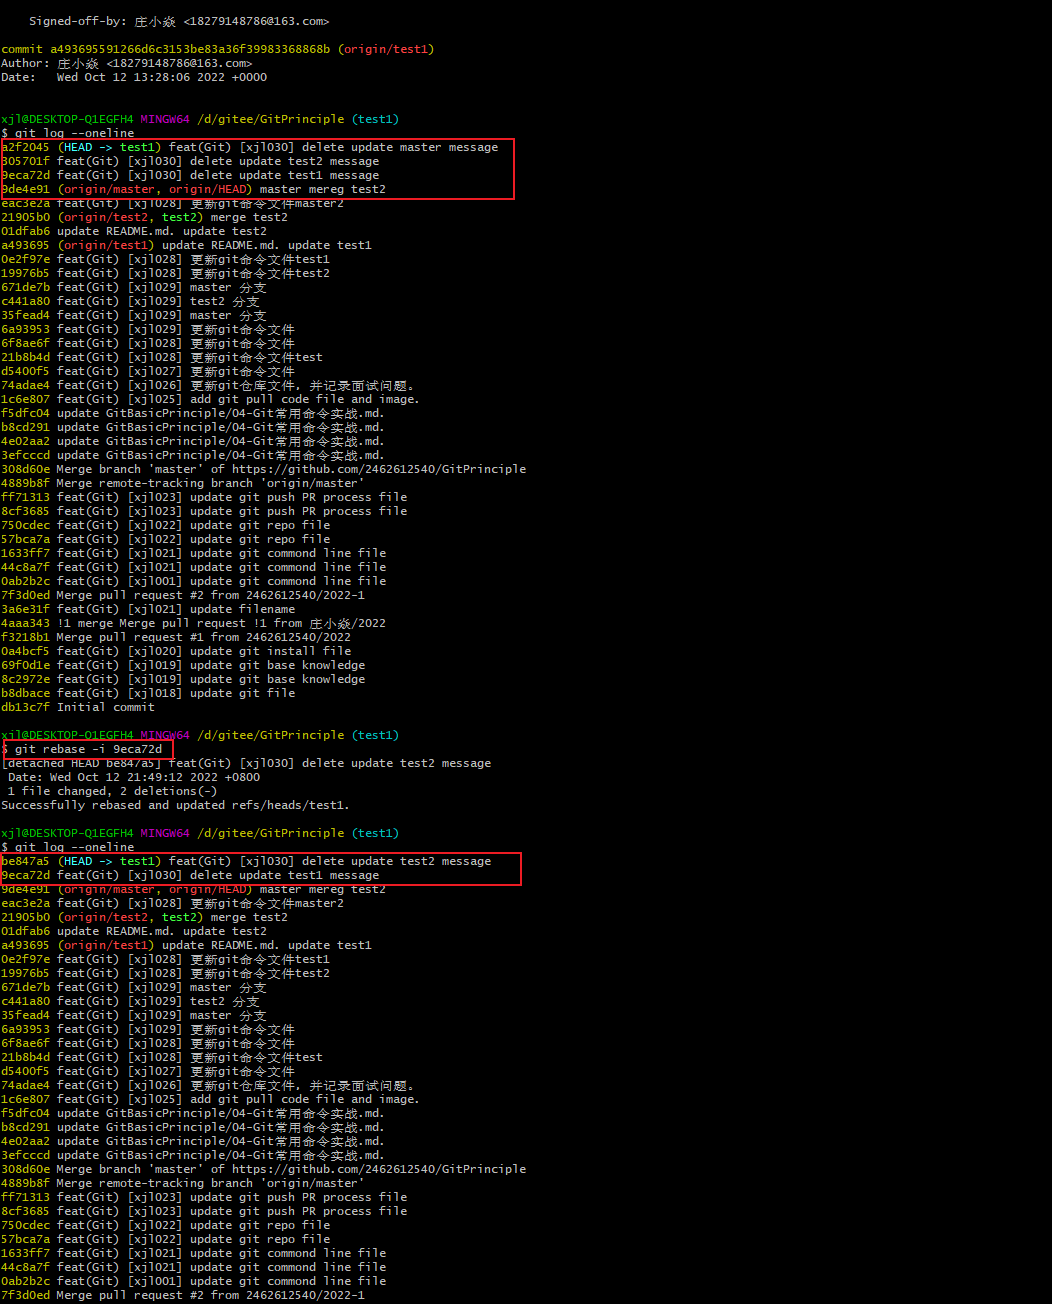 Signed-off-by: 庄小焱 <18279148786@163.com>
commit a493695591266d6c3153be83a36f39983368868b (origin/test1)
Author: 庄小焱 <18279148786@163.com>
Date:   Wed Oct 12 13:28:06 2022 +0000
xjl@DESKTOP-Q1EGFH4 MINGW64 /d/gitee/GitPrinciple (test1)
$ git log --oneline
a2f2045 (HEAD -> test1) feat(Git) [xjl030] delete update master message
305701f feat(Git) [xjl030] delete update test2 message
9eca72d feat(Git) [xjl030] delete update test1 message
9de4e91 (origin/master, origin/HEAD) master mereg test2
eac3e2a feat(Git) [xjl028] 更新git命令文件master2
21905b0 (origin/test2, test2) merge test2
01dfab6 update README.md. update test2
a493695 (origin/test1) update README.md. update test1
0e2f97e feat(Git) [xjl028] 更新git命令文件test1
19976b5 feat(Git) [xjl028] 更新git命令文件test2
671de7b feat(Git) [xjl029] master 分支
c441a80 feat(Git) [xjl029] test2 分支
35fead4 feat(Git) [xjl029] master 分支
6a93953 feat(Git) [xjl029] 更新git命令文件
6f8ae6f feat(Git) [xjl028] 更新git命令文件
21b8b4d feat(Git) [xjl028] 更新git命令文件test
d5400f5 feat(Git) [xjl027] 更新git命令文件
74adae4 feat(Git) [xjl026] 更新git仓库文件，并记录面试问题。
1c6e807 feat(Git) [xjl025] add git pull code file and image.
f5dfc04 update GitBasicPrinciple/04-Git常用命令实战.md.
b8cd291 update GitBasicPrinciple/04-Git常用命令实战.md.
4e02aa2 update GitBasicPrinciple/04-Git常用命令实战.md.
3efcccd update GitBasicPrinciple/04-Git常用命令实战.md.
308d60e Merge branch 'master' of https://github.com/2462612540/GitPrinciple
4889b8f Merge remote-tracking branch 'origin/master'
ff71313 feat(Git) [xjl023] update git push PR process file
8cf3685 feat(Git) [xjl023] update git push PR process file
750cdec feat(Git) [xjl022] update git repo file
57bca7a feat(Git) [xjl022] update git repo file
1633ff7 feat(Git) [xjl021] update git commond line file
44c8a7f feat(Git) [xjl021] update git commond line file
0ab2b2c feat(Git) [xjl001] update git commond line file
7f3d0ed Merge pull request #2 from 2462612540/2022-1
3a6e31f feat(Git) [xjl021] update filename
4aaa343 !1 merge Merge pull request !1 from 庄小焱/2022
f3218b1 Merge pull request #1 from 2462612540/2022
0a4bcf5 feat(Git) [xjl020] update git install file
69f0d1e feat(Git) [xjl019] update git base knowledge
8c2972e feat(Git) [xjl019] update git base knowledge
b8dbace feat(Git) [xjl018] update git file
db13c7f Initial commit
xjl@DESKTOP-Q1EGFH4 MINGW64 /d/gitee/GitPrinciple (test1)
$ git rebase -i 9eca72d
[detached HEAD be847a5] feat(Git) [xjl030] delete update test2 message
Date: Wed Oct 12 21:49:12 2022 +0800
1 file changed, 2 deletions(-)
Successfully rebased and updated refs/heads/test1.
xjl@DESKTOP-Q1EGFH4 MINGW64 /d/gitee/GitPrinciple (test1)
$ git log --oneline
be847a5 (HEAD -> test1) feat(Git) [xjl030] delete update test2 message
9eca72d feat(Git) [xjl030] delete update test1 message
9de4e91 (origin/master, origin/HEAD) master mereg test2
eac3e2a feat(Git) [xjl028] 更新git命令文件master2
21905b0 (origin/test2, test2) merge test2
01dfab6 update README.md. update test2
a493695 (origin/test1) update README.md. update test1
0e2f97e feat(Git) [xjl028] 更新git命令文件test1
19976b5 feat(Git) [xjl028] 更新git命令文件test2
671de7b feat(Git) [xjl029] master 分支
c441a80 feat(Git) [xjl029] test2 分支
35fead4 feat(Git) [xjl029] master 分支
6a93953 feat(Git) [xjl029] 更新git命令文件
6f8ae6f feat(Git) [xjl028] 更新git命令文件
21b8b4d feat(Git) [xjl028] 更新git命令文件test
d5400f5 feat(Git) [xjl027] 更新git命令文件
74adae4 feat(Git) [xjl026] 更新git仓库文件，并记录面试问题。
1c6e807 feat(Git) [xjl025] add git pull code file and image.
f5dfc04 update GitBasicPrinciple/04-Git常用命令实战.md.
b8cd291 update GitBasicPrinciple/04-Git常用命令实战.md.
4e02aa2 update GitBasicPrinciple/04-Git常用命令实战.md.
3efcccd update GitBasicPrinciple/04-Git常用命令实战.md.
308d60e Merge branch 'master' of https://github.com/2462612540/GitPrinciple
4889b8f Merge remote-tracking branch 'origin/master'
ff71313 feat(Git) [xjl023] update git push PR process file
8cf3685 feat(Git) [xjl023] update git push PR process file
750cdec feat(Git) [xjl022] update git repo file
57bca7a feat(Git) [xjl022] update git repo file
1633ff7 feat(Git) [xjl021] update git commond line file
44c8a7f feat(Git) [xjl021] update git commond line file
0ab2b2c feat(Git) [xjl001] update git commond line file
7f3d0ed Merge pull request #2 from 2462612540/2022-1